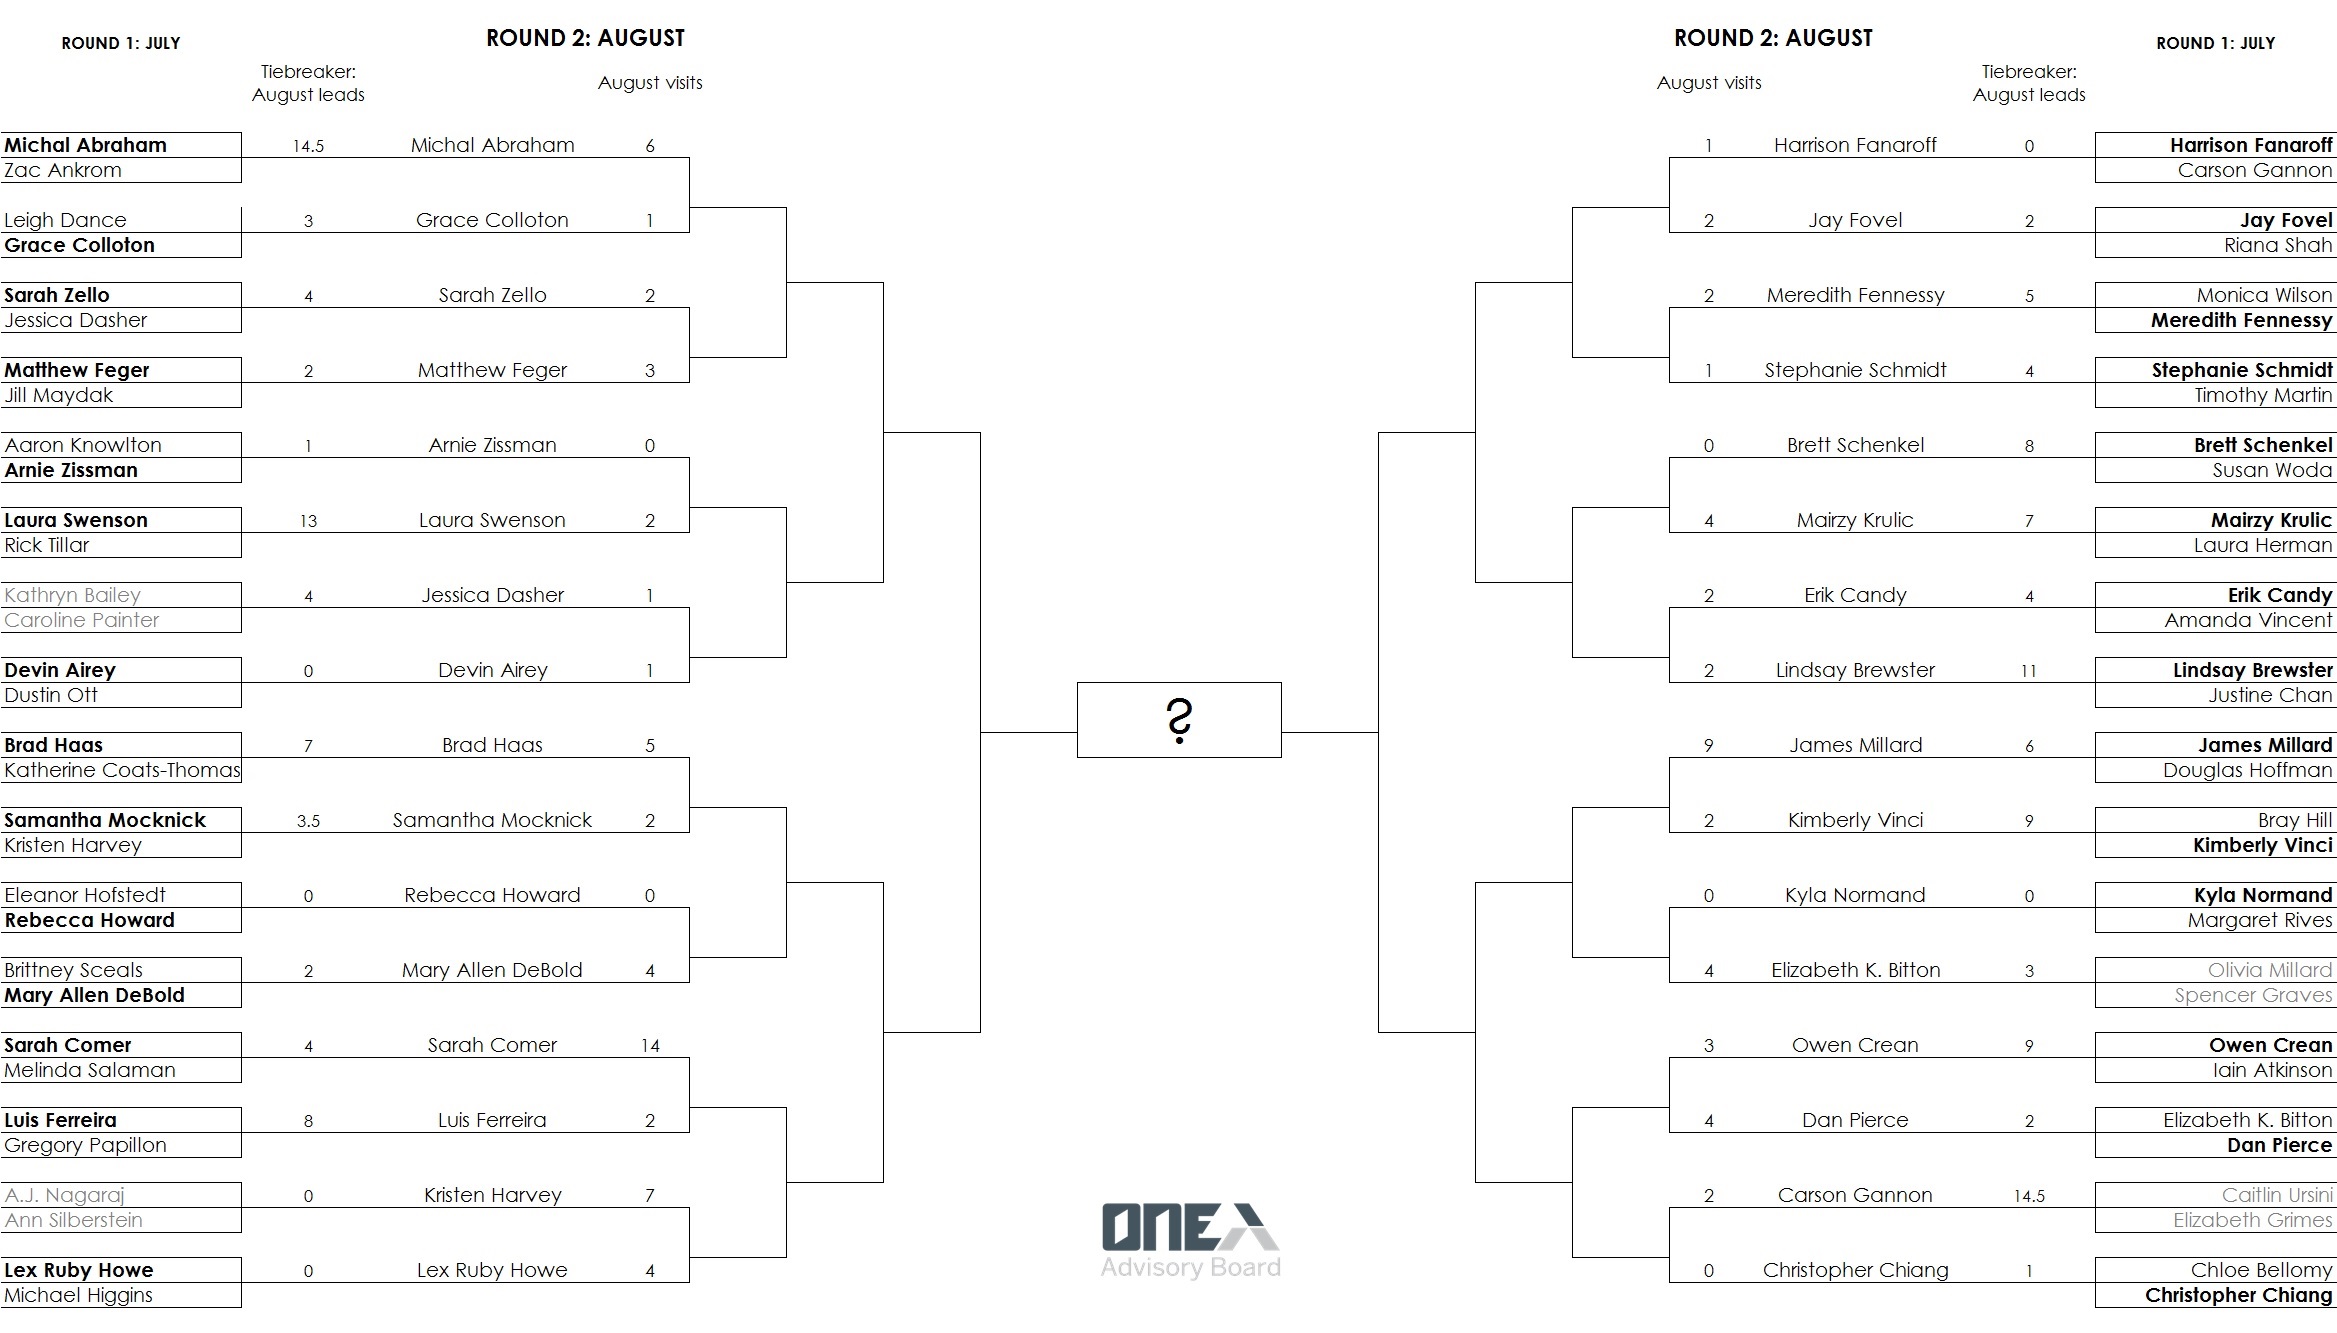 ROUND 1: JULY ROUND 2: AUGUST ROUND 2: AUGUST ROUND 1: JULY
Tiebreaker: Tiebreaker:
August leads August visits August visits August leads
Michal Abraham 14.5 Michal Abraham 6 1 Harrison Fanaroff 0 Harrison Fanaroff
Zac Ankrom Carson Gannon
Leigh Dance 3 Grace Colloton 1 2 Jay Fovel 2 Jay Fovel
Grace Colloton Riana Shah
Sarah Zello 4 Sarah Zello 2 2 Meredith Fennessy 5 Monica Wilson
Jessica Dasher Meredith Fennessy
Matthew Feger 2 Matthew Feger 3 1 Stephanie Schmidt 4 Stephanie Schmidt
Jill Maydak Timothy Martin
Aaron Knowlton 1 Arnie Zissman 0 0 Brett Schenkel 8 Brett Schenkel
Arnie Zissman Susan Woda
Laura Swenson 13 Laura Swenson 2 4 Mairzy Krulic 7 Mairzy Krulic
Rick Tillar Laura Herman
Kathryn Bailey 4 Jessica Dasher 1 2 Erik Candy 4 Erik Candy
Caroline Painter Amanda Vincent
Devin Airey 0 Devin Airey 1 2 Lindsay Brewster 11 Lindsay Brewster
Dustin Ott Justine Chan
?
Brad Haas 7 Brad Haas 5 9 James Millard 6 James Millard
Katherine Coats-Thomas Douglas Hoffman
Samantha Mocknick 3.5 Samantha Mocknick 2 2 Kimberly Vinci 9 Bray Hill
Kristen Harvey Kimberly Vinci
Eleanor Hofstedt 0 Rebecca Howard 0 0 Kyla Normand 0 Kyla Normand
Rebecca Howard Margaret Rives
Brittney Sceals 2 Mary Allen DeBold 4 4 Elizabeth K. Bitton 3 Olivia Millard
Mary Allen DeBold Spencer Graves
Sarah Comer 4 Sarah Comer 14 3 Owen Crean 9 Owen Crean
Melinda Salaman Iain Atkinson
Luis Ferreira 8 Luis Ferreira 2 4 Dan Pierce 2 Elizabeth K. Bitton
Gregory Papillon Dan Pierce
A.J. Nagaraj 0 Kristen Harvey 7 2 Carson Gannon 14.5 Caitlin Ursini
Ann Silberstein Elizabeth Grimes
ONEA
Advisory Board
Lex Ruby Howe 0 Lex Ruby Howe 4 0 Christopher Chiang 1 Chloe Bellomy
Michael Higgins Christopher Chiang